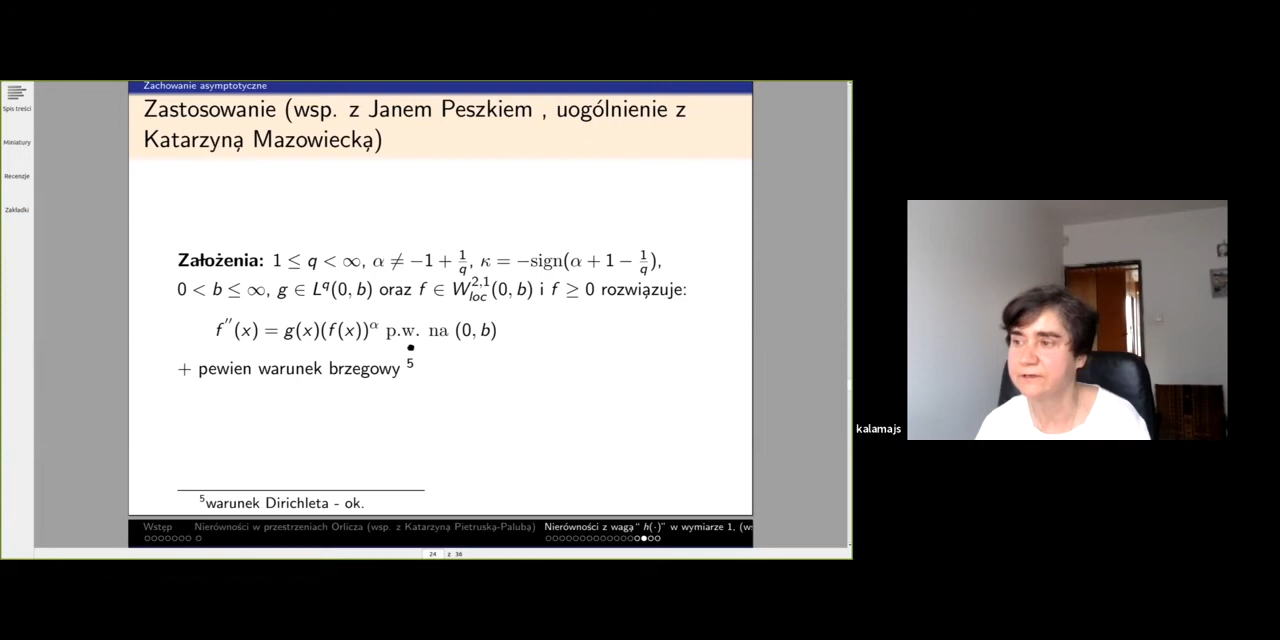 Zachowanie asymptotyczne
Zastosowanie (wsp. z Janem Peszkiem , uogólnienie z
Katarzyną Mazowiecką)
Spis treści
Miniatury
Recenzje
Zakładki
Założenia: 1 ≤ q < ∞, α ≠ −1 + 1/q, κ = −sign(α + 1 − 1/q),
0 < b ≤ ∞, g ∈ L^q(0, b) oraz f ∈ W^{2,1}_{loc}(0, b) i f ≥ 0 rozwiązuje:
f''(x) = g(x)(f(x))^α p.w. na (0, b)
+ pewien warunek brzegowy ⁵
⁵warunek Dirichleta - ok.
Wstęp Nierówności w przestrzeniach Orlicza (wsp. z Katarzyną Pietruską-Pałubą) Nierówności z wagą“ h(·)” w wymiarze 1, (w
24 z 36
kalamajs